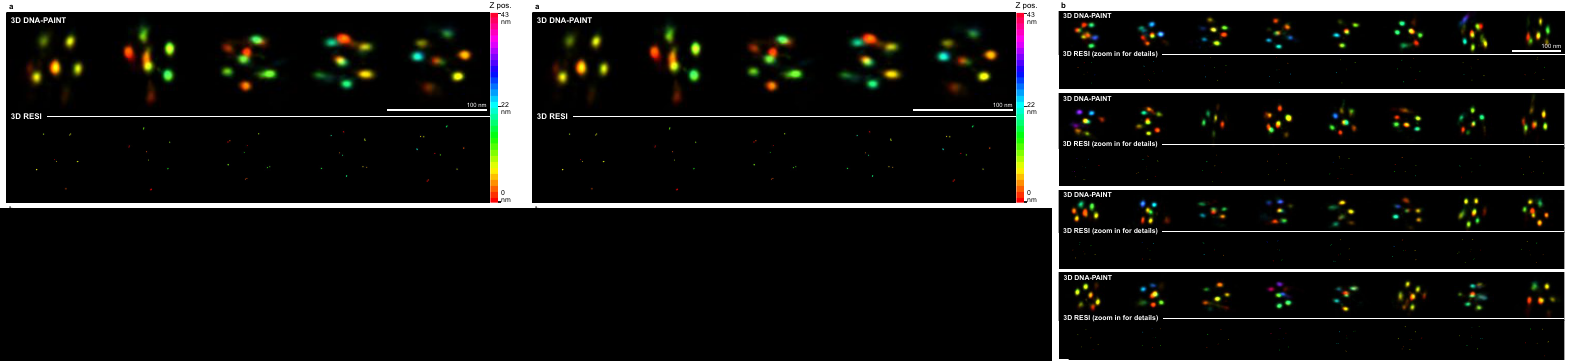 a
Z pos.
3D DNA-PAINT
43
nm
22
nm
100 nm
3D RESI
0
nm
a
Z pos.
3D DNA-PAINT
43
nm
22
nm
100 nm
3D RESI
0
nm
b
3D DNA-PAINT
100 nm
3D RESI (zoom in for details)
3D DNA-PAINT
3D RESI (zoom in for details)
3D DNA-PAINT
3D RESI (zoom in for details)
3D DNA-PAINT
3D RESI (zoom in for details)